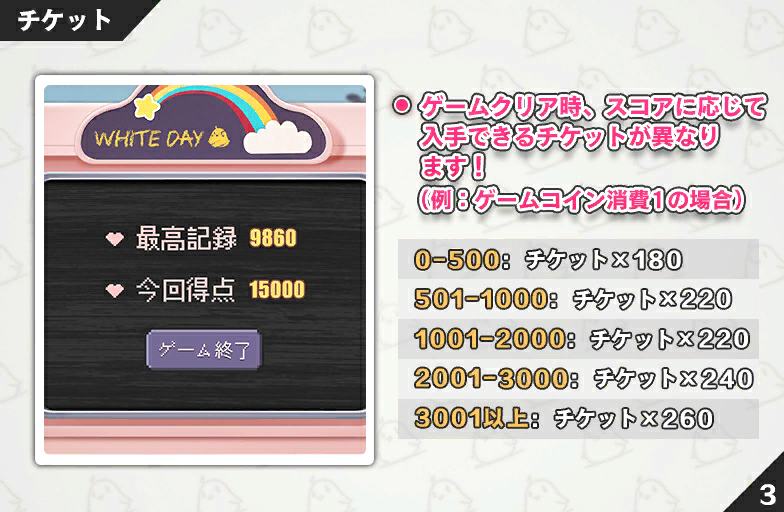 チケット
WHITE DAY
最高記録 9860
今回得点 15000
ゲーム終了
ゲームクリア時、スコアに応じて
入手できるチケットが異なり
ます!
(例:ゲームコイン消費1の場合)
0-500: チケット×180
501-1000: チケット×220
1001-2000: チケット×220
2001-3000: チケット×240
3001以上: チケット×260
3